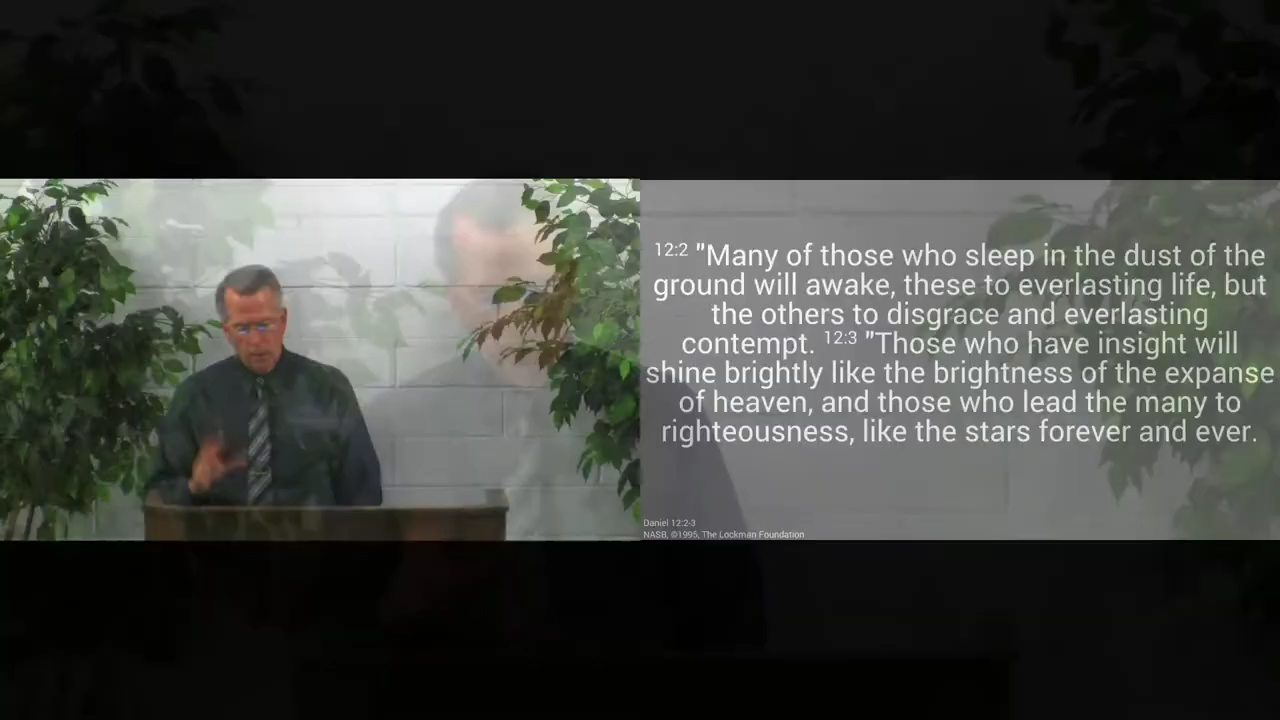 12:2 "Many of those who sleep in the dust of the
ground will awake, these to everlasting life, but
the others to disgrace and everlasting
contempt. 12:3 "Those who have insight will
shine brightly like the brightness of the expanse
of heaven, and those who lead the many to
righteousness, like the stars forever and ever.
Daniel 12:2-3
NASB, ©1995, The Lockman Foundation